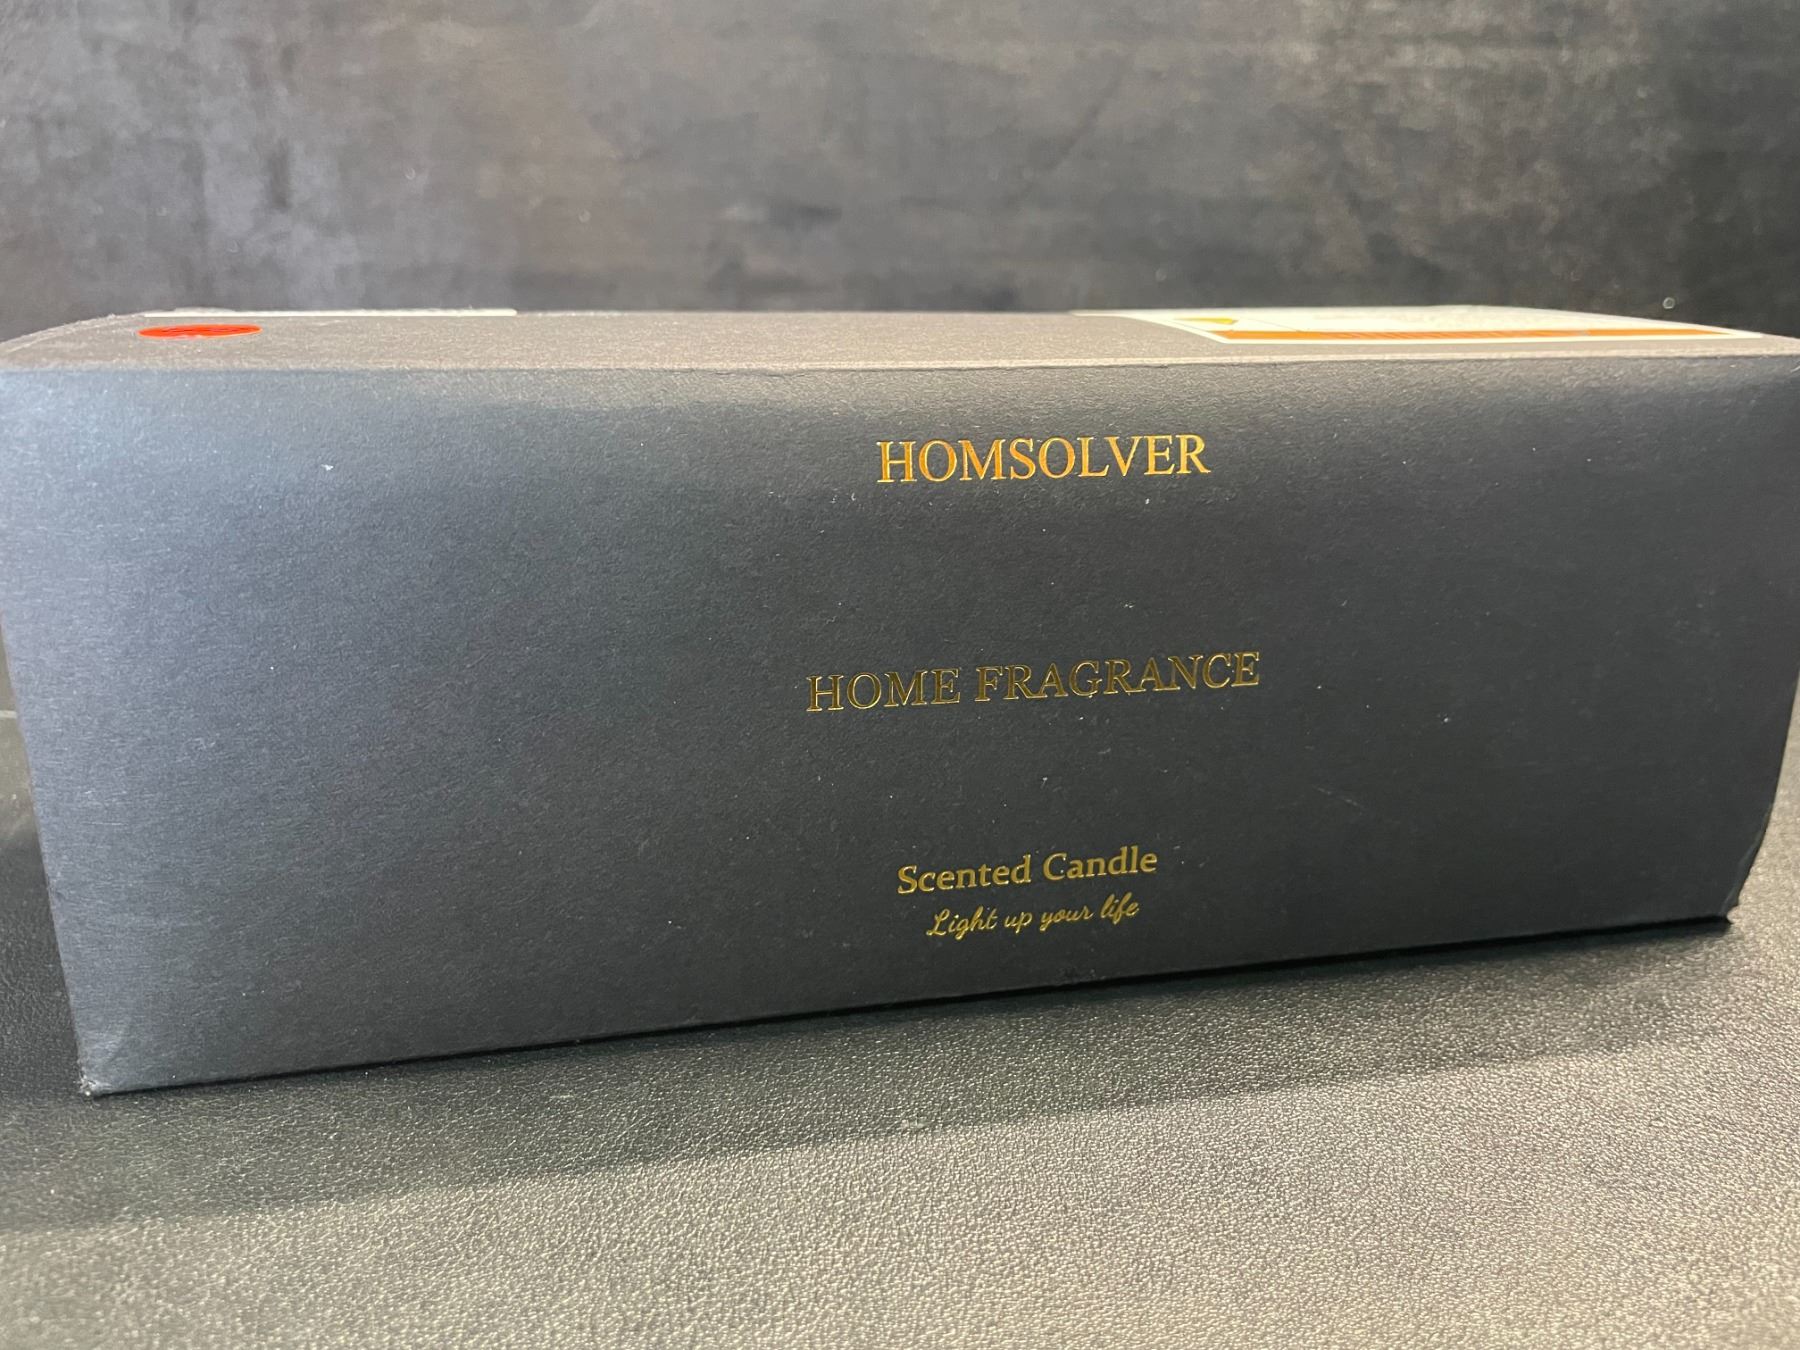 HOMSOLVER
HOME FRAGRANCE
Scented Candle
Light up your life